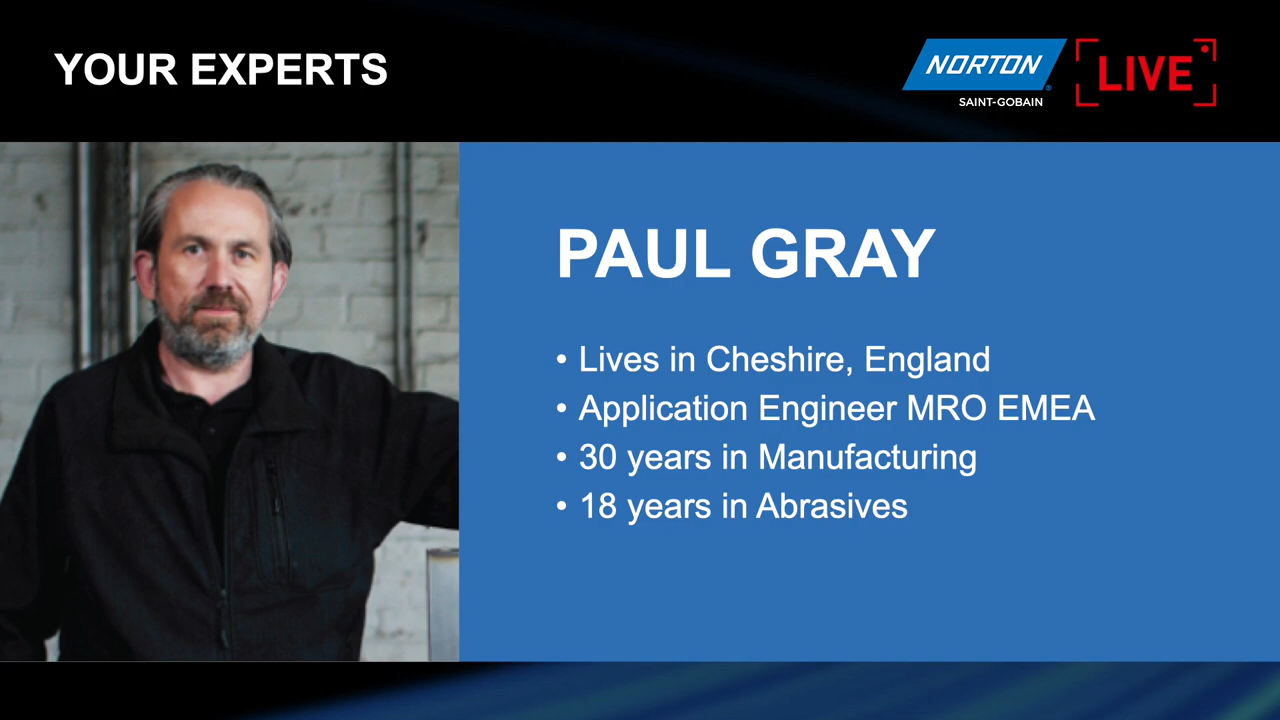 YOUR EXPERTS
NORTON
SAINT-GOBAIN
LIVE
PAUL GRAY
• Lives in Cheshire, England
• Application Engineer MRO EMEA
• 30 years in Manufacturing
• 18 years in Abrasives